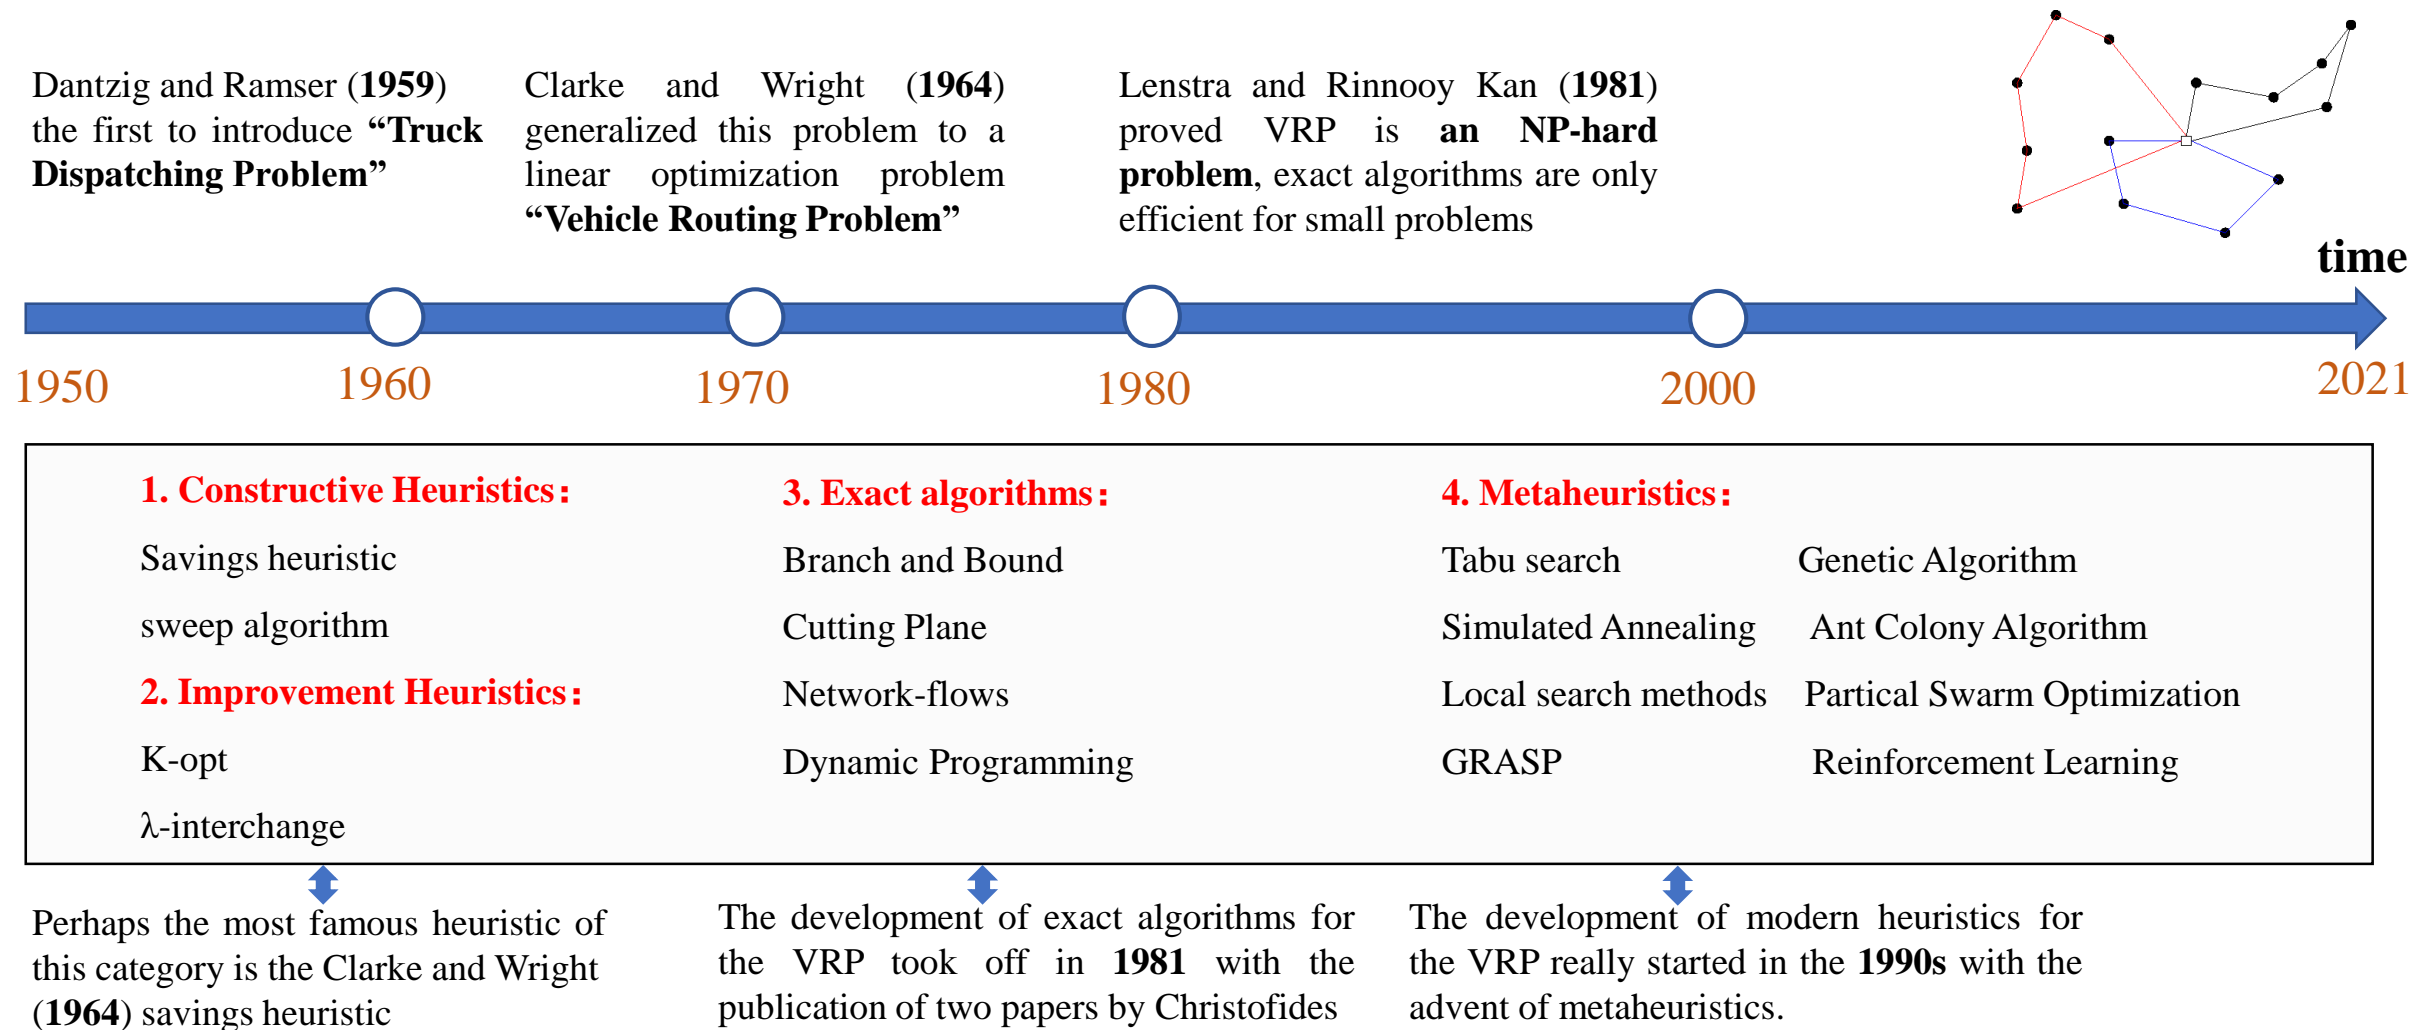 Dantzig and Ramser (1959)
the first to introduce “Truck
Dispatching Problem”
Clarke and Wright (1964)
generalized this problem to a
linear optimization problem
“Vehicle Routing Problem”
Lenstra and Rinnooy Kan (1981)
proved VRP is an NP-hard
problem, exact algorithms are only
efficient for small problems
time
1950
1960
1970
1980
2000
2021
1. Constructive Heuristics：
Savings heuristic
sweep algorithm
2. Improvement Heuristics：
K-opt
λ-interchange
3. Exact algorithms：
Branch and Bound
Cutting Plane
Network-flows
Dynamic Programming
4. Metaheuristics：
Tabu search
Genetic Algorithm
Simulated Annealing
Ant Colony Algorithm
Local search methods
Partical Swarm Optimization
GRASP
Reinforcement Learning
Perhaps the most famous heuristic of
this category is the Clarke and Wright
(1964) savings heuristic
The development of exact algorithms for
the VRP took off in 1981 with the
publication of two papers by Christofides
The development of modern heuristics for
the VRP really started in the 1990s with the
advent of metaheuristics.